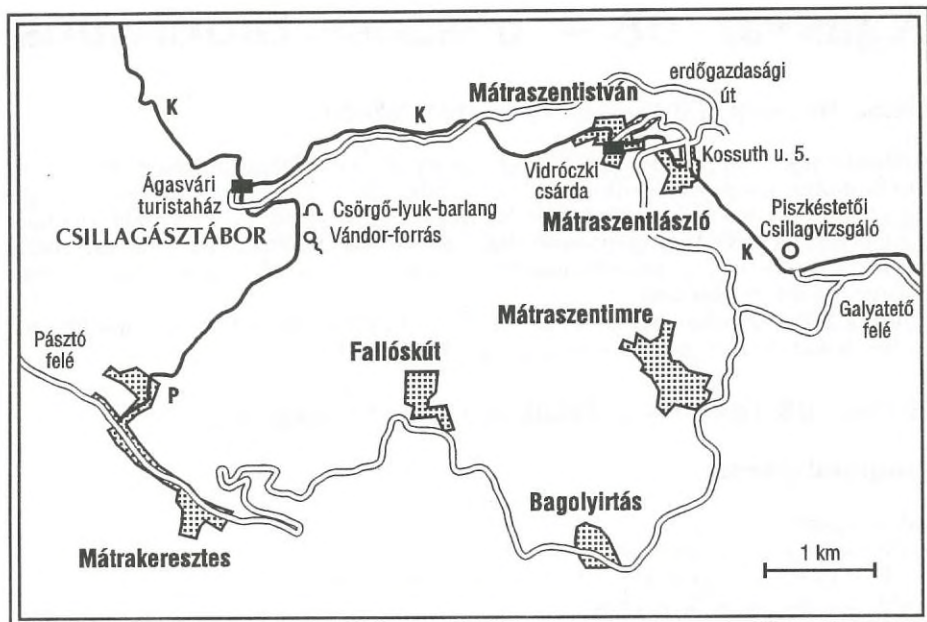 erdőgazdasági
út
Mátraszentistván
K
K
Kossuth u. 5.
Vidróczki
csárda
Ágasvári
turistaház
Csörgő-lyuk-barlang
Mátraszentlászló
Piszkéstetői
Csillagvizsgáló
CSILLAGÁSZTÁBOR
Vándor-forrás
K
Galyatető
felé
Mátraszentimre
Pásztó
felé
Fallóskút
P
Bagolyirtás
Mátrakeresztes
1 km